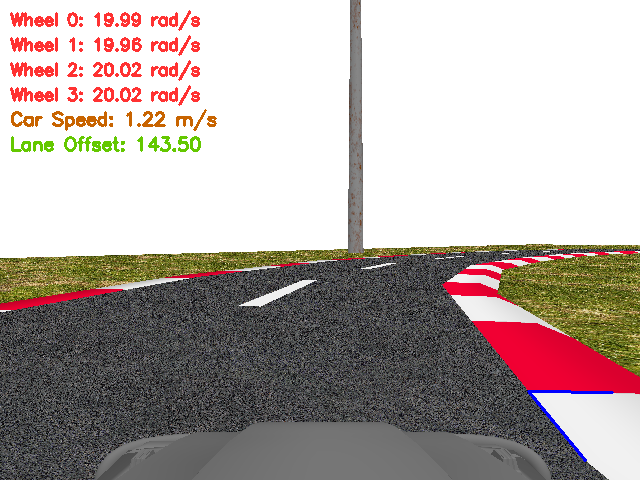 Wheel 0: 19.99 rad/s
Wheel 1: 19.96 rad/s
Wheel 2: 20.02 rad/s
Wheel 3: 20.02 rad/s
Car Speed: 1.22 m/s
Lane Offset: 143.50